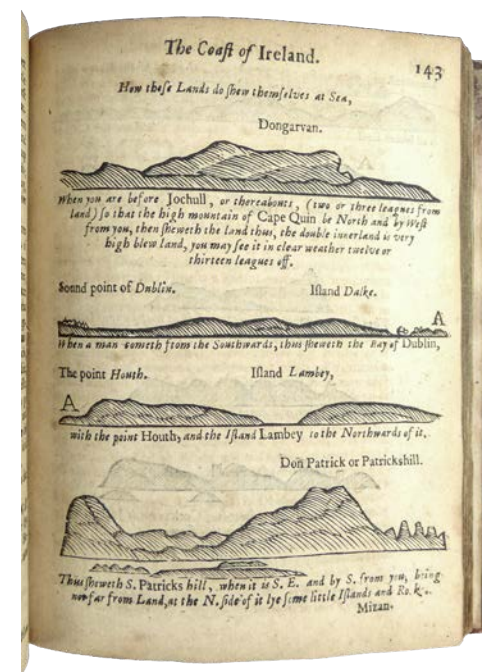 The Coaſt of Ireland.
143
How theſe Lands do ſhew themſelves at Sea,
Dongarvan.
When you are before Jochull, or thereabouts, (two or three leagues from
land) ſo that the high mountain of Cape Quin be North and by Weſt
from you, then ſheweth the land thus, the double innerland is very
high blew land, you may ſee it in clear weather twelve or
thirteen leagues off.
Sound point of Dublin. Iſland Dalke.
A
When a man cometh from the Southwards, thus ſheweth the Bay of Dublin,
The point Houth. Iſland Lambey,
A
with the point Houth, and the Iſland Lambey to the Northwards of it,
Don Patrick or Patrickshill.
Thus ſheweth S. Patricks hill, when it is S. E. and by S. from you, being
not far from Land, at the N. ſide of it lye ſome little Iſlands and
Mizan.